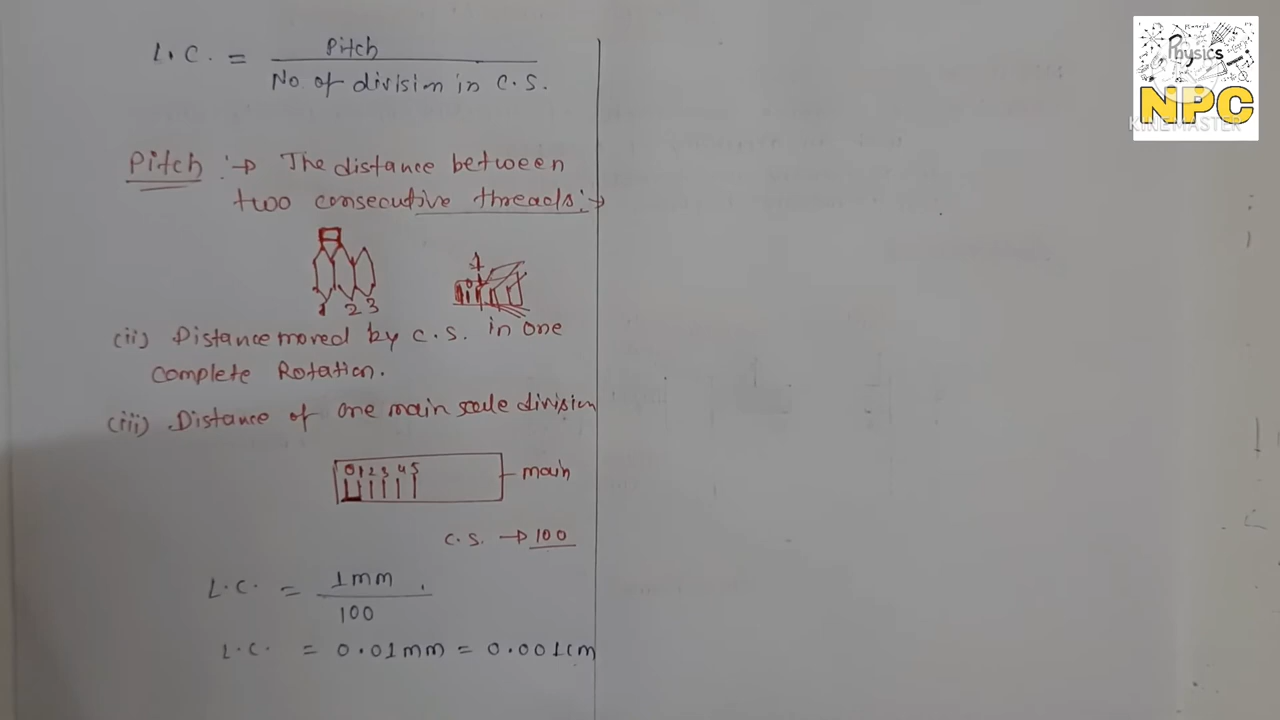 L.C. = Pitch
No of division in C.S.
Pitch :→ The distance between
two consecutive threads:→
1 2 3
(ii) Distance moved by C.S. in one
complete Rotation.
(iii) Distance of one main scale division
0 1 2 3 4 5
main
C.S. → 100
L.C. = 1mm
100
L.C. = 0.01mm = 0.001cm
Physics
NPC
KINEMASTER